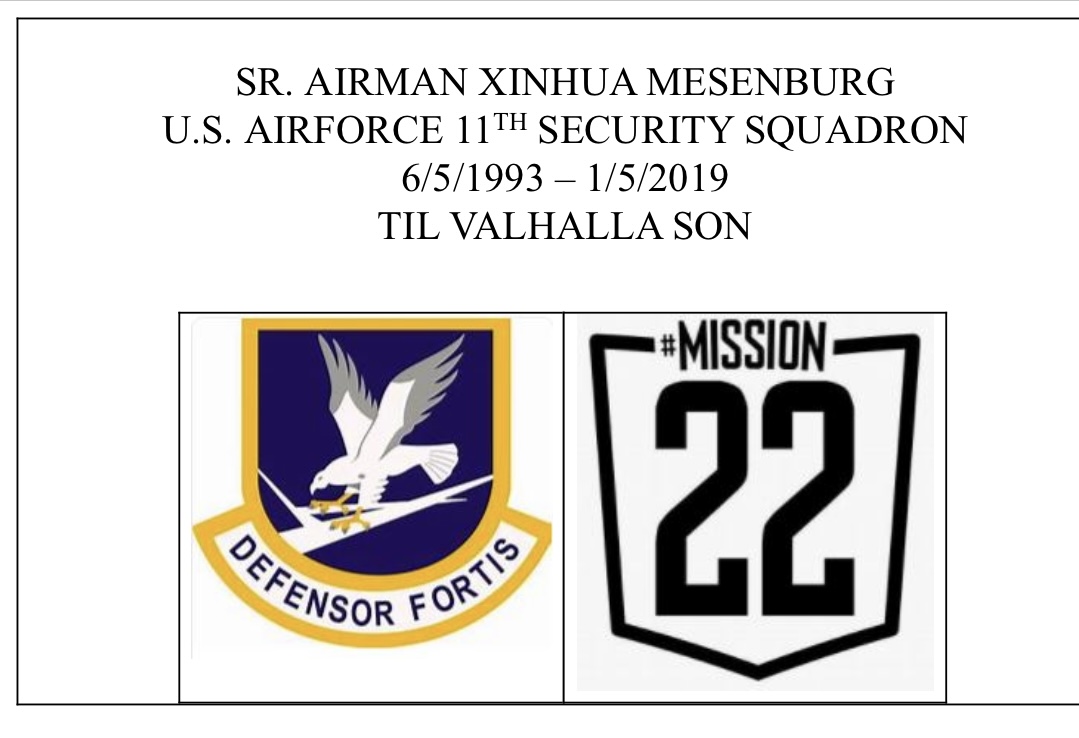 SR. AIRMAN XINHUA MESENBURG
U.S. AIRFORCE 11TH SECURITY SQUADRON
6/5/1993 – 1/5/2019
TIL VALHALLA SON
DEFENSOR FORTIS
#MISSION
22